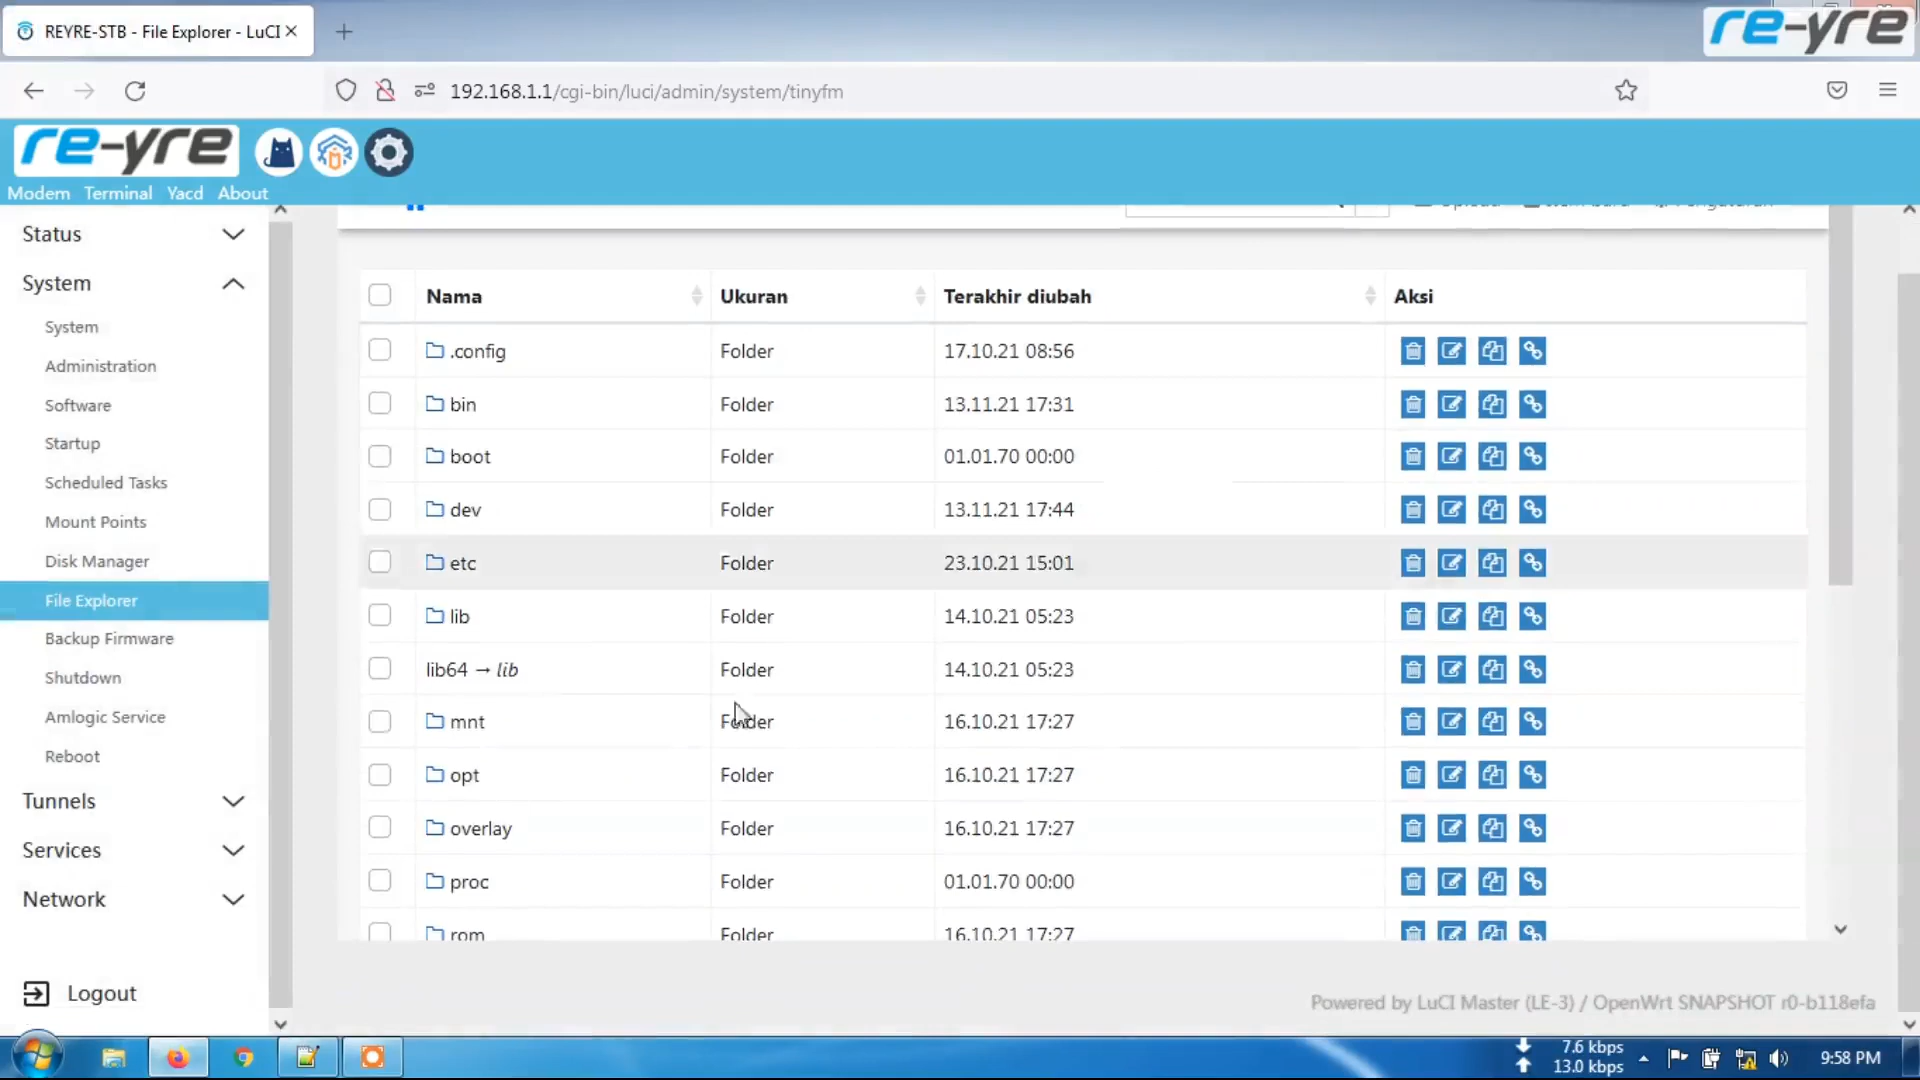 REYRE-STB - File Explorer - LuCI
re-yre
192.168.1.1/cgi-bin/luci/admin/system/tinyfm
re-yre
Modem Terminal Yacd About
Status
System
System
Administration
Software
Startup
Scheduled Tasks
Mount Points
Disk Manager
File Explorer
Backup Firmware
Shutdown
Amlogic Service
Reboot
Tunnels
Services
Network
Logout
Nama Ukuran Terakhir diubah Aksi
.config Folder 17.10.21 08:56
bin Folder 13.11.21 17:31
boot Folder 01.01.70 00:00
dev Folder 13.11.21 17:44
etc Folder 23.10.21 15:01
lib Folder 14.10.21 05:23
lib64 → lib Folder 14.10.21 05:23
mnt Folder 16.10.21 17:27
opt Folder 16.10.21 17:27
overlay Folder 16.10.21 17:27
proc Folder 01.01.70 00:00
rom Folder 16.10.21 17:27
Powered by LuCI Master (LE-3) / OpenWrt SNAPSHOT r0-b118efa
7.6 kbps
13.0 kbps
9:58 PM